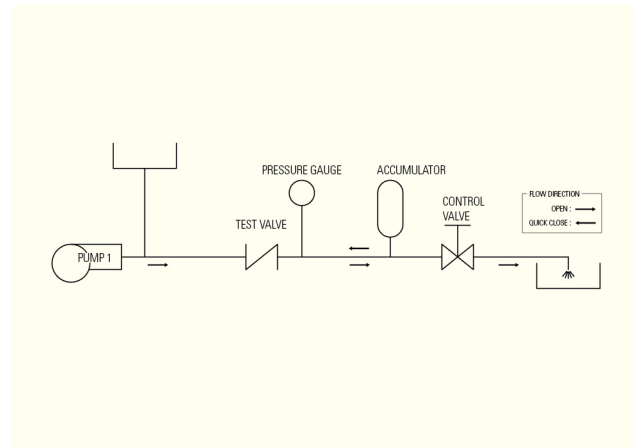 PRESSURE GAUGE
ACCUMULATOR
FLOW DIRECTION
OPEN :
QUICK CLOSE :
CONTROL
VALVE
TEST VALVE
PUMP 1